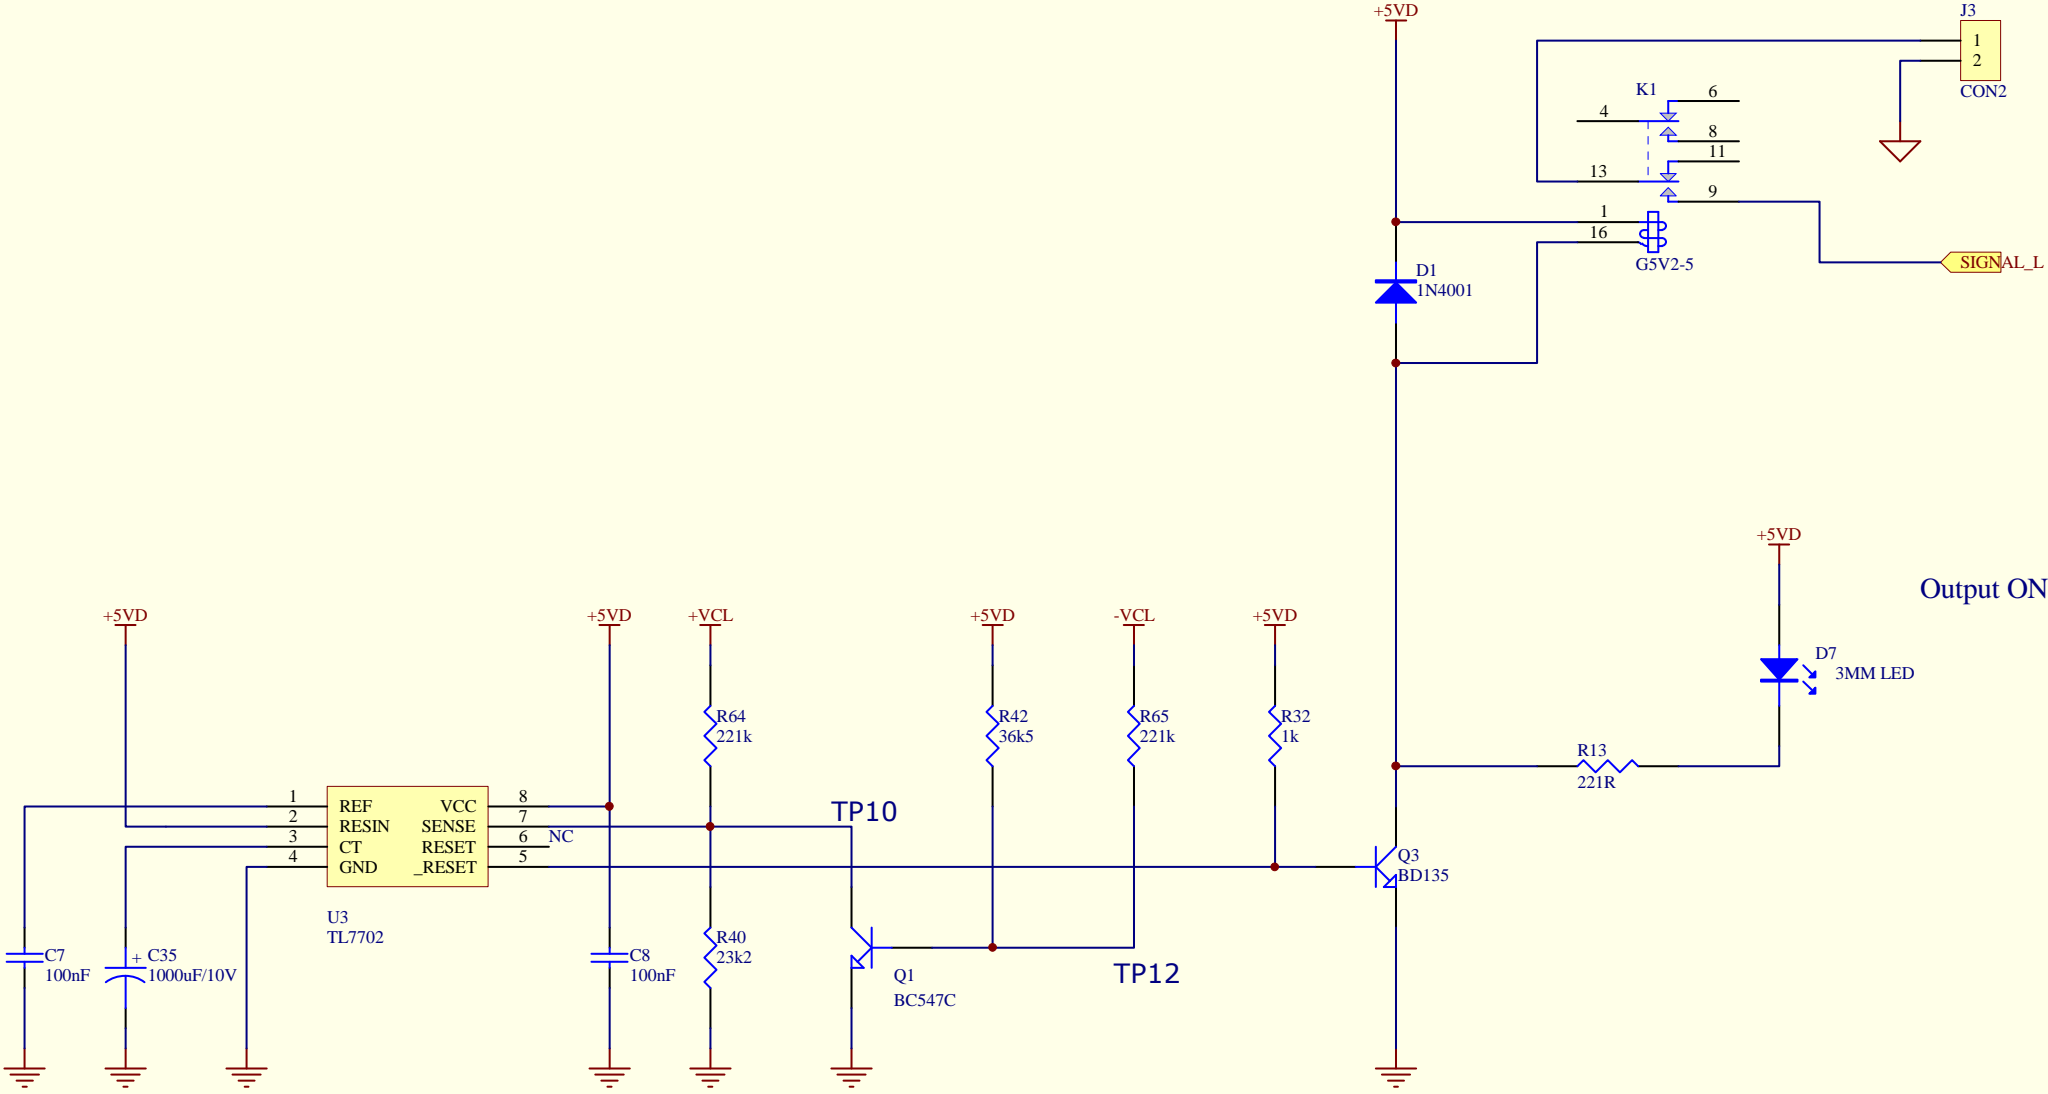 +5VD
J3
1
2
CON2
K1
6
4
8
11
13
9
1
16
G5V2-5
SIGNAL_L
D1
1N4001
+5VD
Output ON
+5VD
+5VD
+VCL
+5VD
-VCL
+5VD
D7
3MM LED
R64
221k
R42
36k5
R65
221k
R32
1k
R13
221R
1
2
3
4
REF
RESIN
CT
GND
VCC
SENSE
RESET
_RESET
8
7
6
5
NC
TP10
Q3
BD135
U3
TL7702
C7
100nF
+
C35
1000uF/10V
C8
100nF
R40
23k2
Q1
BC547C
TP12